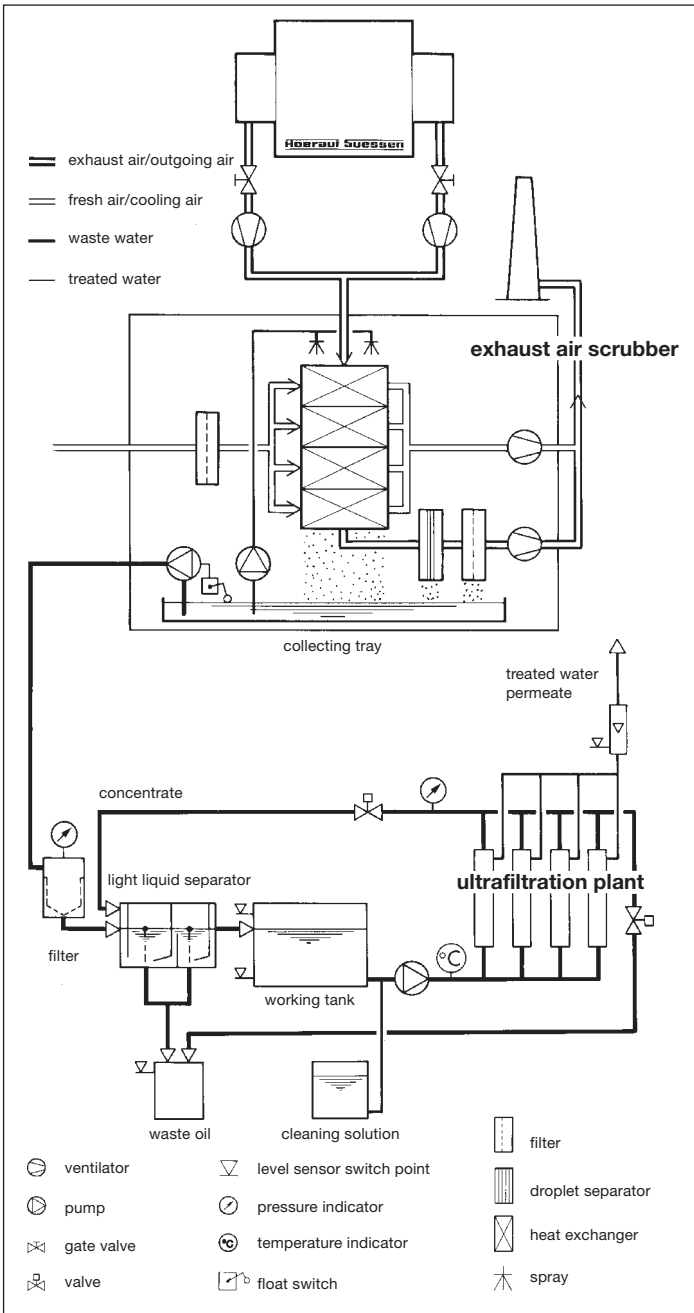 Hoerauf Suessen
exhaust air/outgoing air
fresh air/cooling air
waste water
treated water
exhaust air scrubber
collecting tray
treated water
permeate
concentrate
light liquid separator
ultrafiltration plant
filter
°C
working tank
waste oil
cleaning solution
ventilator
pump
gate valve
valve
level sensor switch point
pressure indicator
°C temperature indicator
float switch
filter
droplet separator
heat exchanger
spray